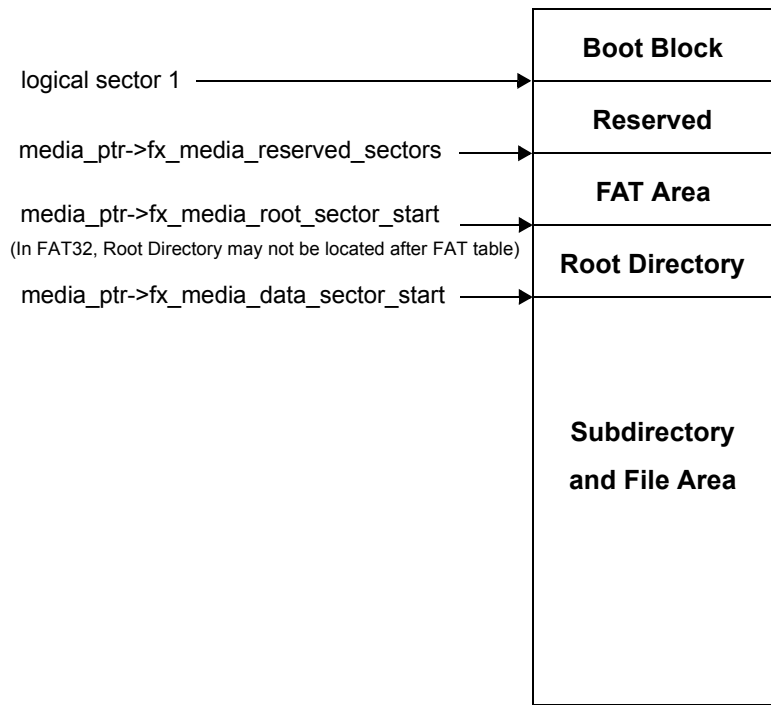 Boot Block
logical sector 1
Reserved
media_ptr->fx_media_reserved_sectors
FAT Area
media_ptr->fx_media_root_sector_start
(In FAT32, Root Directory may not be located after FAT table)
Root Directory
media_ptr->fx_media_data_sector_start
Subdirectory
and File Area